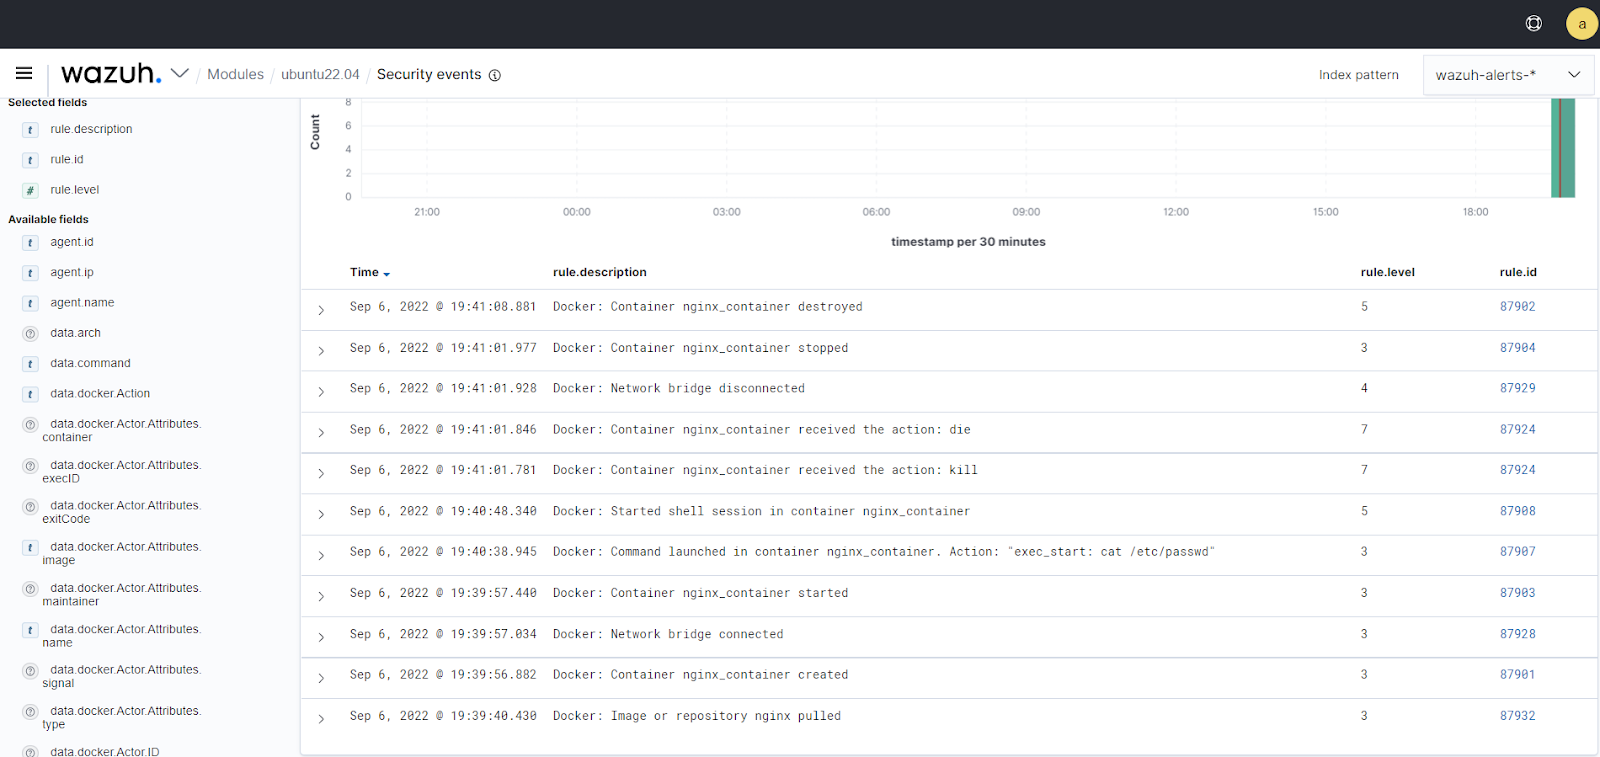 a
wazuh. / Modules / ubuntu22.04 / Security events
Index pattern
wazuh-alerts-*
Selected fields
t rule.description
t rule.id
# rule.level
Available fields
t agent.id
t agent.ip
t agent.name
? data.arch
t data.command
t data.docker.Action
? data.docker.Actor.Attributes.
container
? data.docker.Actor.Attributes.
execID
? data.docker.Actor.Attributes.
exitCode
t data.docker.Actor.Attributes.
image
? data.docker.Actor.Attributes.
maintainer
t data.docker.Actor.Attributes.
name
? data.docker.Actor.Attributes.
signal
? data.docker.Actor.Attributes.
type
? data.docker.Actor.ID
Count
8
6
4
2
0
21:00 00:00 03:00 06:00 09:00 12:00 15:00 18:00
timestamp per 30 minutes
Time rule.description rule.level rule.id
Sep 6, 2022 @ 19:41:08.881 Docker: Container nginx_container destroyed 5 87902
Sep 6, 2022 @ 19:41:01.977 Docker: Container nginx_container stopped 3 87904
Sep 6, 2022 @ 19:41:01.928 Docker: Network bridge disconnected 4 87929
Sep 6, 2022 @ 19:41:01.846 Docker: Container nginx_container received the action: die 7 87924
Sep 6, 2022 @ 19:41:01.781 Docker: Container nginx_container received the action: kill 7 87924
Sep 6, 2022 @ 19:40:48.340 Docker: Started shell session in container nginx_container 5 87908
Sep 6, 2022 @ 19:40:38.945 Docker: Command launched in container nginx_container. Action: "exec_start: cat /etc/passwd" 3 87907
Sep 6, 2022 @ 19:39:57.440 Docker: Container nginx_container started 3 87903
Sep 6, 2022 @ 19:39:57.034 Docker: Network bridge connected 3 87928
Sep 6, 2022 @ 19:39:56.882 Docker: Container nginx_container created 3 87901
Sep 6, 2022 @ 19:39:40.430 Docker: Image or repository nginx pulled 3 87932